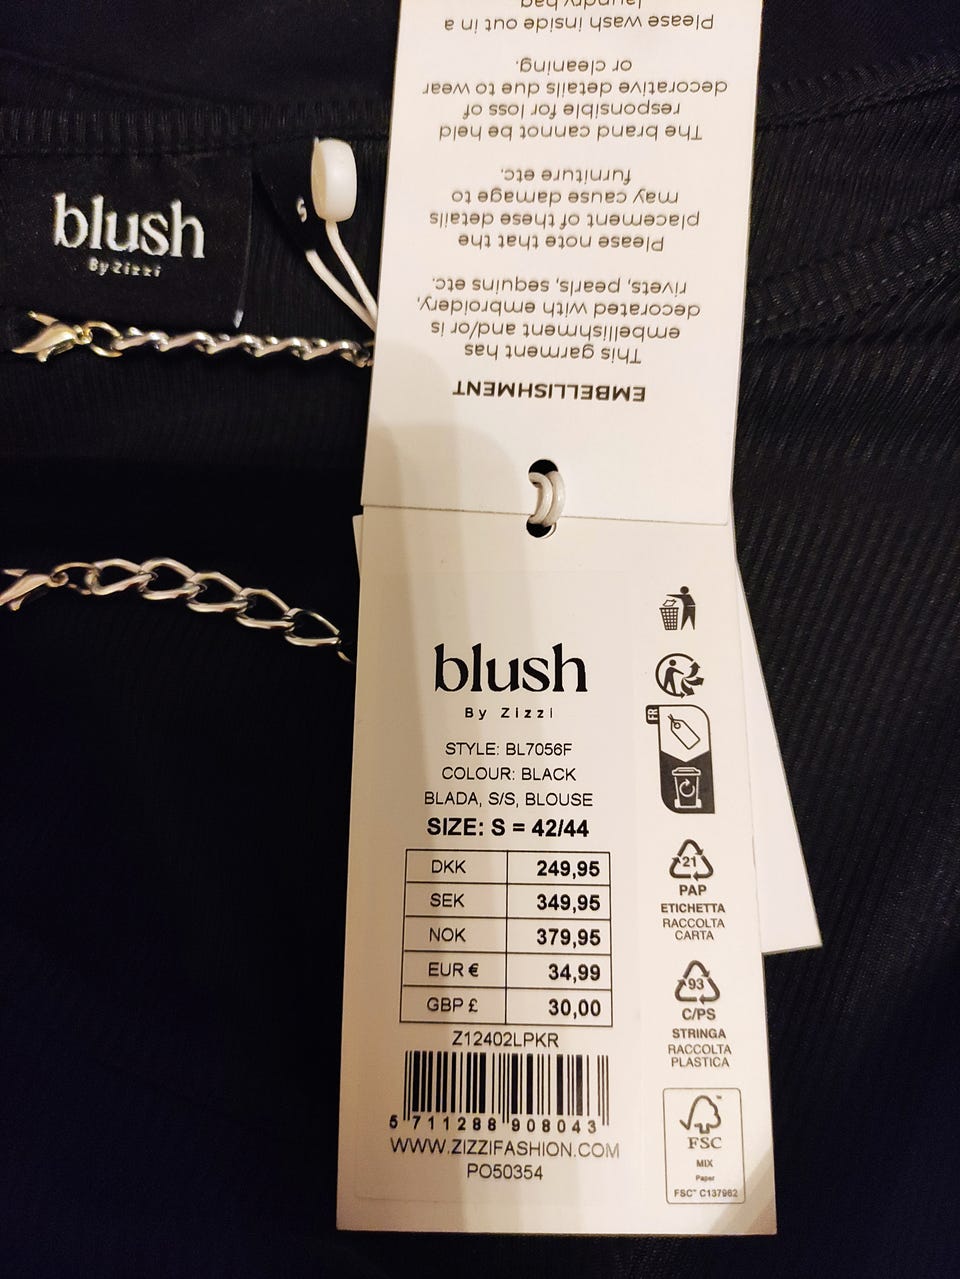 blush
By Zizzi
S
EMBELLISHMENT
This garment has
embellishment and/or is
decorated with embroidery,
rivets, pearls, sequins etc.
Please note that the
placement of these details
may cause damage to
furniture etc.
The brand cannot be held
responsible for loss of
decorative details due to wear
or cleaning.
Please wash inside out in a
laundry bag
blush
By Zizzi
STYLE: BL7056F
COLOUR: BLACK
BLADA, S/S, BLOUSE
SIZE: S = 42/44
DKK 249,95
SEK 349,95
NOK 379,95
EUR € 34,99
GBP £ 30,00
Z12402LPKR
5 711288 908043
WWW.ZIZZIFASHION.COM
PO50354
FR
21
PAP
ETICHETTA
RACCOLTA
CARTA
93
C/PS
STRINGA
RACCOLTA
PLASTICA
FSC
MIX
Paper
FSC™ C137982